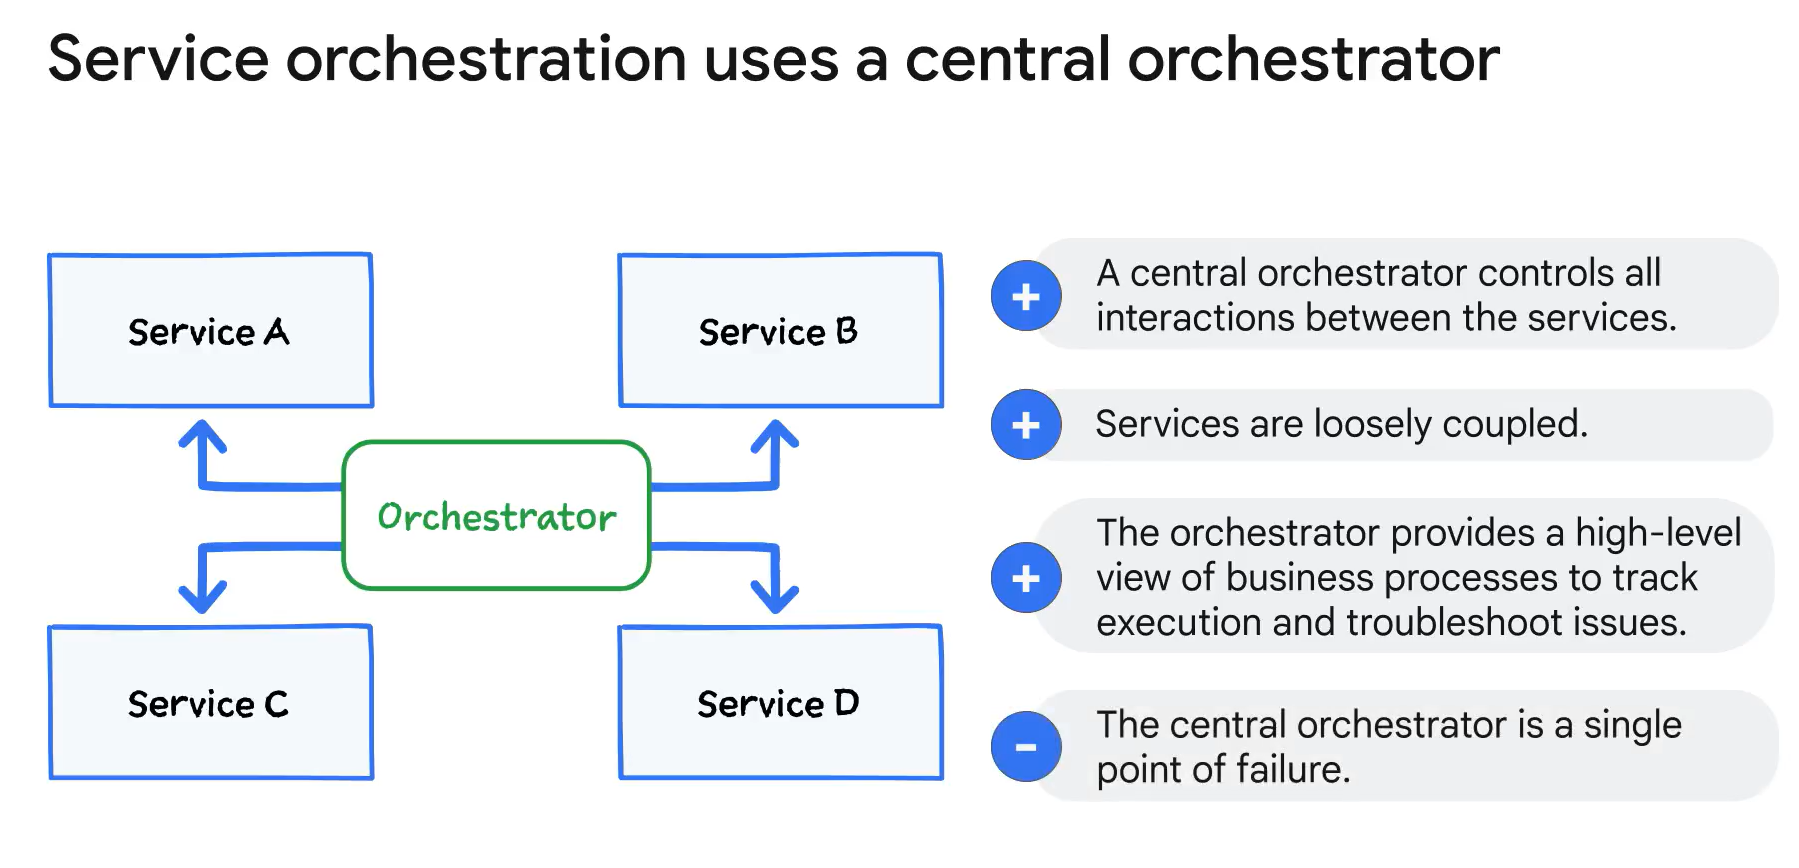 Service orchestration uses a central orchestrator
Service A
Service B
Orchestrator
Service C
Service D
+
A central orchestrator controls all
interactions between the services.
+
Services are loosely coupled.
+
The orchestrator provides a high-level
view of business processes to track
execution and troubleshoot issues.
-
The central orchestrator is a single
point of failure.